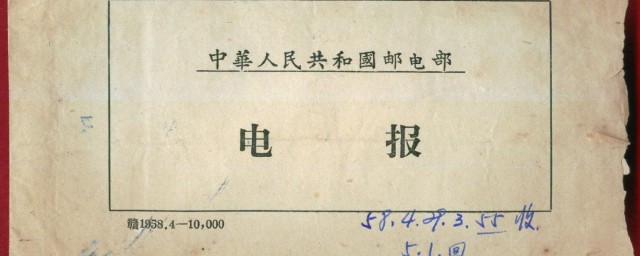 中華人民共和國邮电部
电报
赣1958.4—10,000
58.4.29.3.55收.
5.1.回